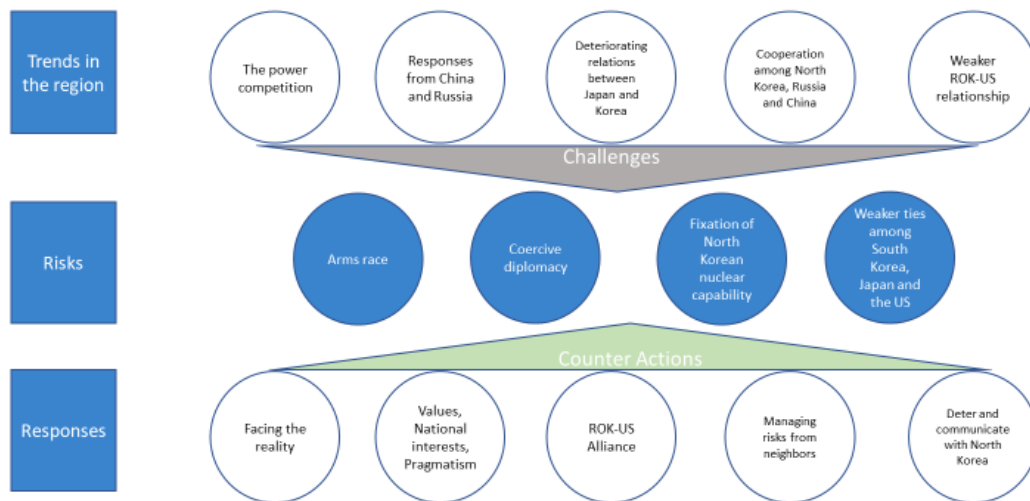 Trends in
the region
The power
competition
Responses
from China
and Russia
Deteriorating
relations
between
Japan and
Korea
Cooperation
among North
Korea, Russia
and China
Weaker
ROK-US
relationship
Challenges
Risks
Arms race
Coercive
diplomacy
Fixation of
North
Korean
nuclear
capability
Weaker ties
among
South
Korea,
Japan and
the US
Counter Actions
Responses
Facing the
reality
Values,
National
interests,
Pragmatism
ROK-US
Alliance
Managing
risks from
neighbors
Deter and
communicate
with North
Korea